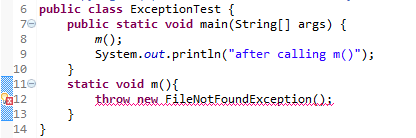 6 public class ExceptionTest {
7 public static void main(String[] args) {
8 m();
9 System.out.println("after calling m()");
10 }
11 static void m(){
12 throw new FileNotFoundException();
13 }
14 }